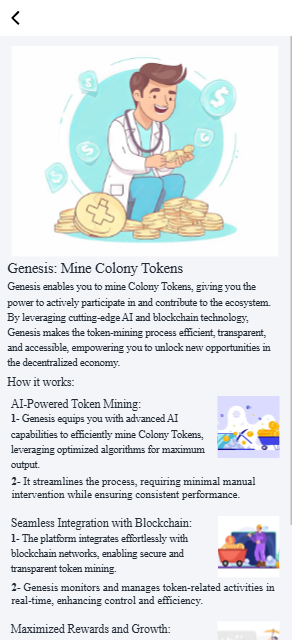 Genesis: Mine Colony Tokens
Genesis enables you to mine Colony Tokens, giving you the
power to actively participate in and contribute to the ecosystem.
By leveraging cutting-edge AI and blockchain technology,
Genesis makes the token-mining process efficient, transparent,
and accessible, empowering you to unlock new opportunities in
the decentralized economy.
How it works:
AI-Powered Token Mining:
1- Genesis equips you with advanced AI
capabilities to efficiently mine Colony Tokens,
leveraging optimized algorithms for maximum
output.
2- It streamlines the process, requiring minimal manual
intervention while ensuring consistent performance.
Seamless Integration with Blockchain:
1- The platform integrates effortlessly with
blockchain networks, enabling secure and
transparent token mining.
2- Genesis monitors and manages token-related activities in
real-time, enhancing control and efficiency.
Maximized Rewards and Growth: